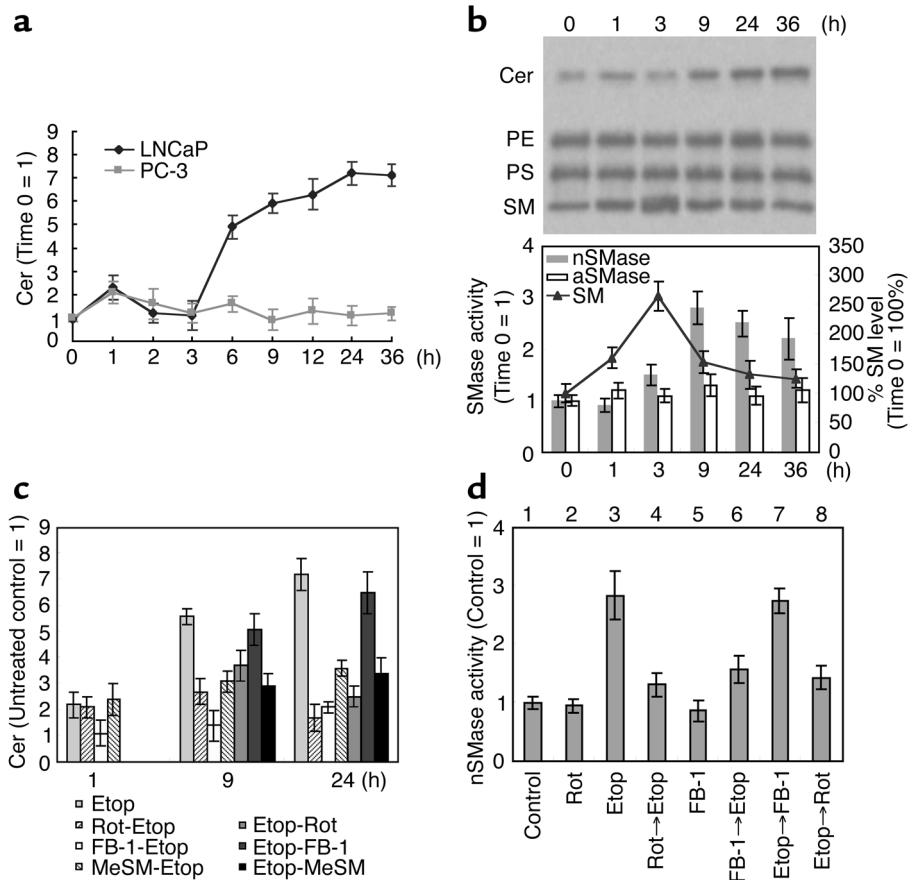 a
Cer (Time 0 = 1)
9
8
7
6
5
4
3
2
1
0
LNCaP
PC-3
0 1 2 3 6 9 12 24 36 (h)
b
0 1 3 9 24 36 (h)
Cer
PE
PS
SM
SMase activity
(Time 0 = 1)
4
3
2
1
0
nSMase
aSMase
SM
350
300
250
200
150
100
50
0
% SM level
(Time 0 = 100%)
0 1 3 9 24 36 (h)
c
Cer (Untreated control = 1)
9
8
7
6
5
4
3
2
1
0
1 9 24 (h)
Etop
Rot-Etop
FB-1-Etop
MeSM-Etop
Etop-Rot
Etop-FB-1
Etop-MeSM
d
1 2 3 4 5 6 7 8
nSMase activity (Control = 1)
4
3
2
1
0
Control
Rot
Etop
Rot→Etop
FB-1
FB-1→Etop
Etop→FB-1
Etop→Rot